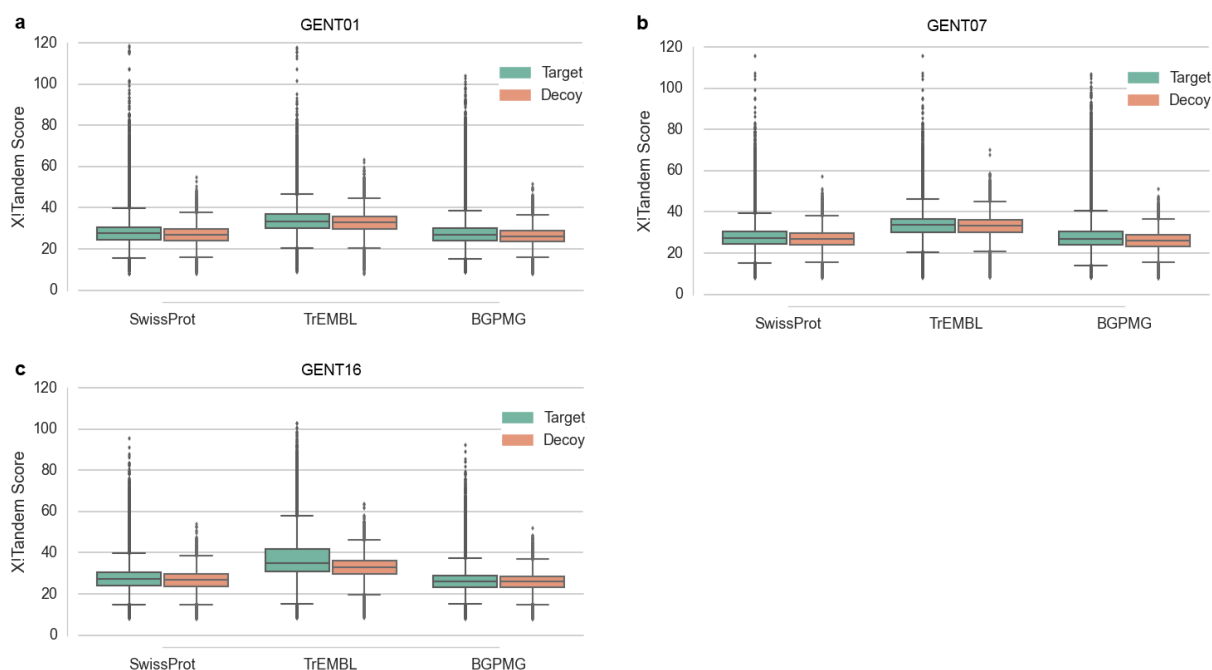 a
GENT01
120
100
80
60
40
20
0
X!Tandem Score
Target
Decoy
SwissProt
TrEMBL
BGPMG
b
GENT07
120
100
80
60
40
20
0
X!Tandem Score
Target
Decoy
SwissProt
TrEMBL
BGPMG
c
GENT16
120
100
80
60
40
20
0
X!Tandem Score
Target
Decoy
SwissProt
TrEMBL
BGPMG